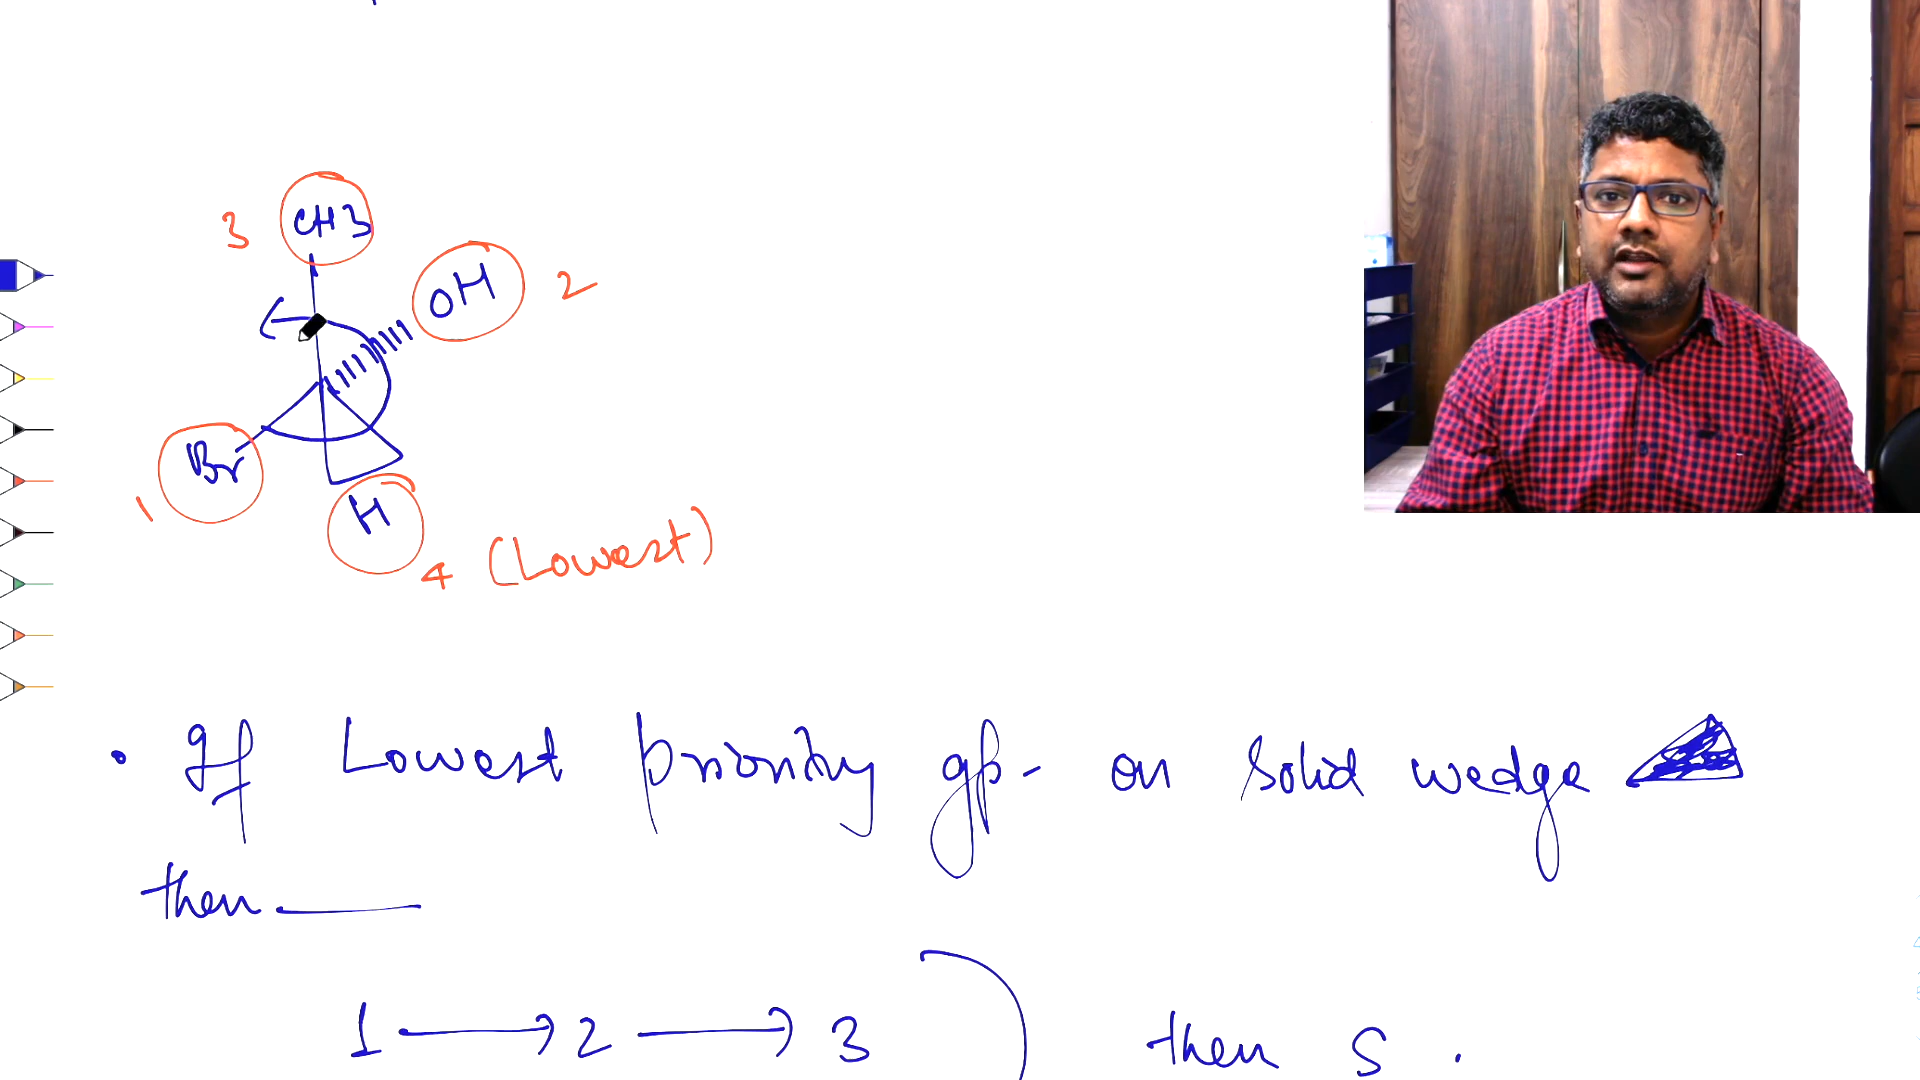 3 CH3
OH 2
Br
1
H
4 (Lowest)
• If Lowest priority gp. on Solid wedge
then
1 → 2 → 3 then S.